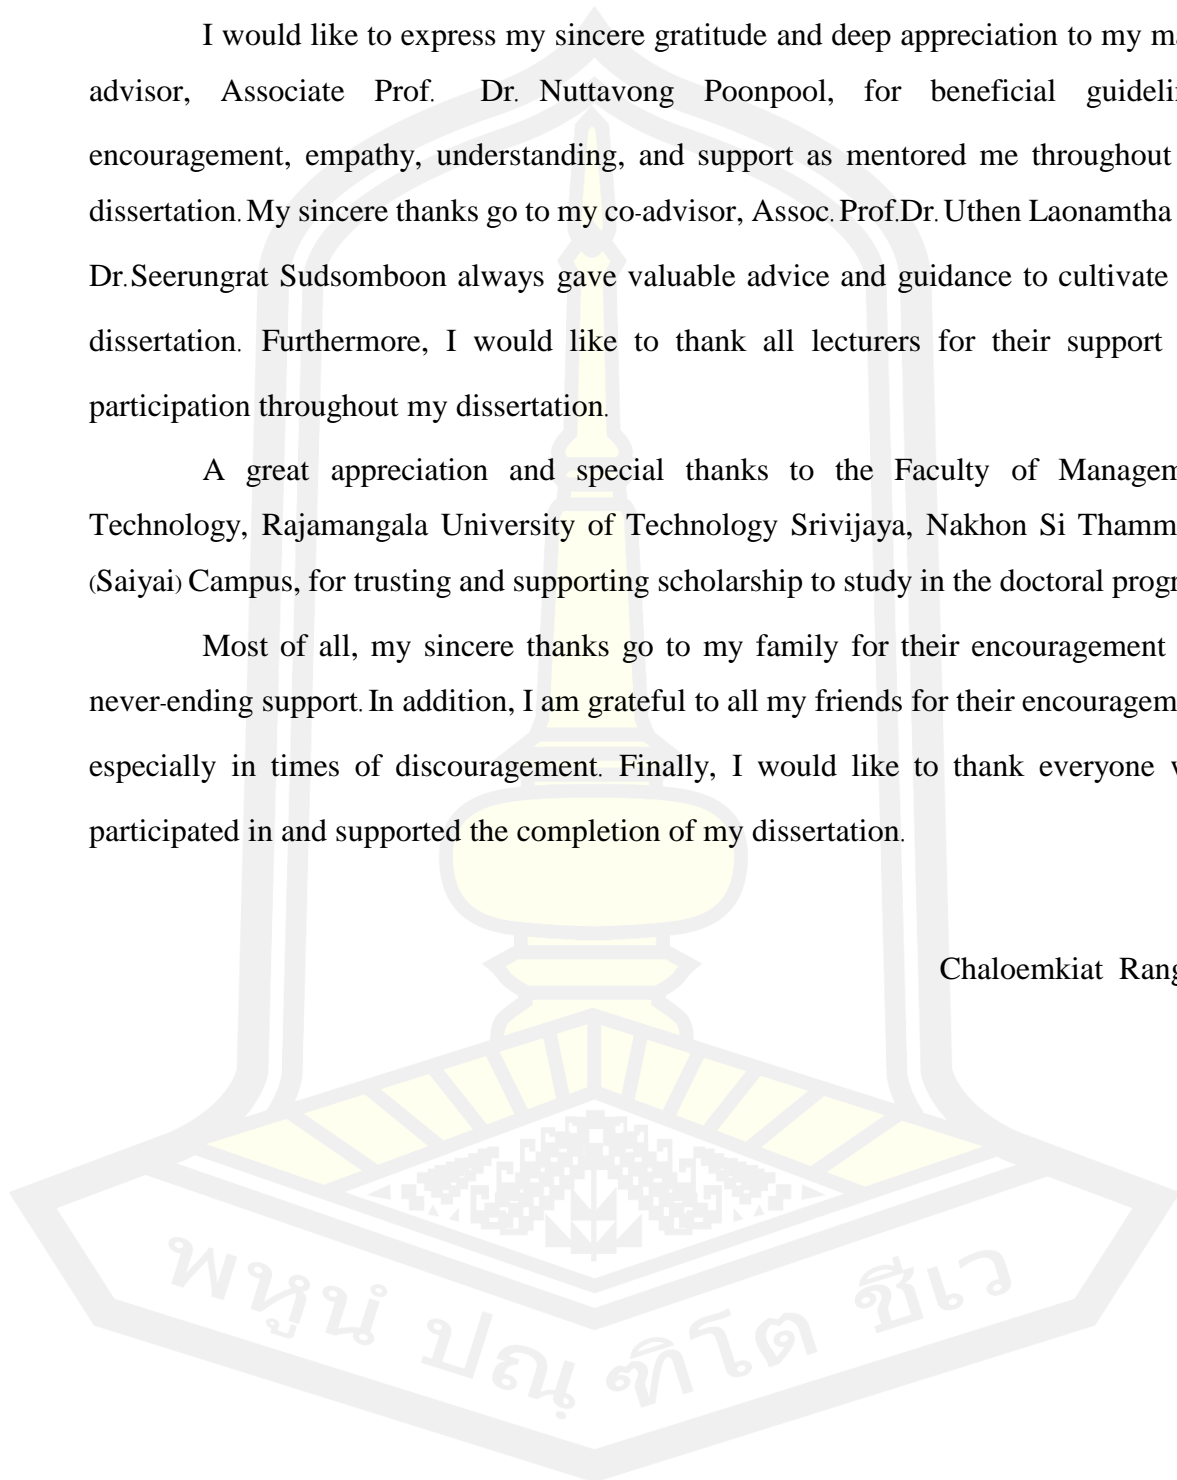 I would like to express my sincere gratitude and deep appreciation to my
advisor, Associate Prof. Dr. Nuttavong Poonpool, for beneficial
encouragement, empathy, understanding, and support as mentored me throughout
dissertation. My sincere thanks go to my co-advisor, Assoc. Prof.Dr. Uthen Laonamtha
Dr.Seerungrat Sudsomboon always gave valuable advice and guidance to cultivate
dissertation. Furthermore, I would like to thank all lecturers for their support
participation throughout my dissertation.
A great appreciation and special thanks to the Faculty of
Technology, Rajamangala University of Technology Srivijaya, Nakhon Si
(Saiyai) Campus, for trusting and supporting scholarship to study in the doctoral
Most of all, my sincere thanks go to my family for their encouragement
never-ending support. In addition, I am grateful to all my friends for their
especially in times of discouragement. Finally, I would like to thank everyone
participated in and supported the completion of my dissertation.
Chaloemkiat
พหูนํ ปณฺฑิโต ชีเว